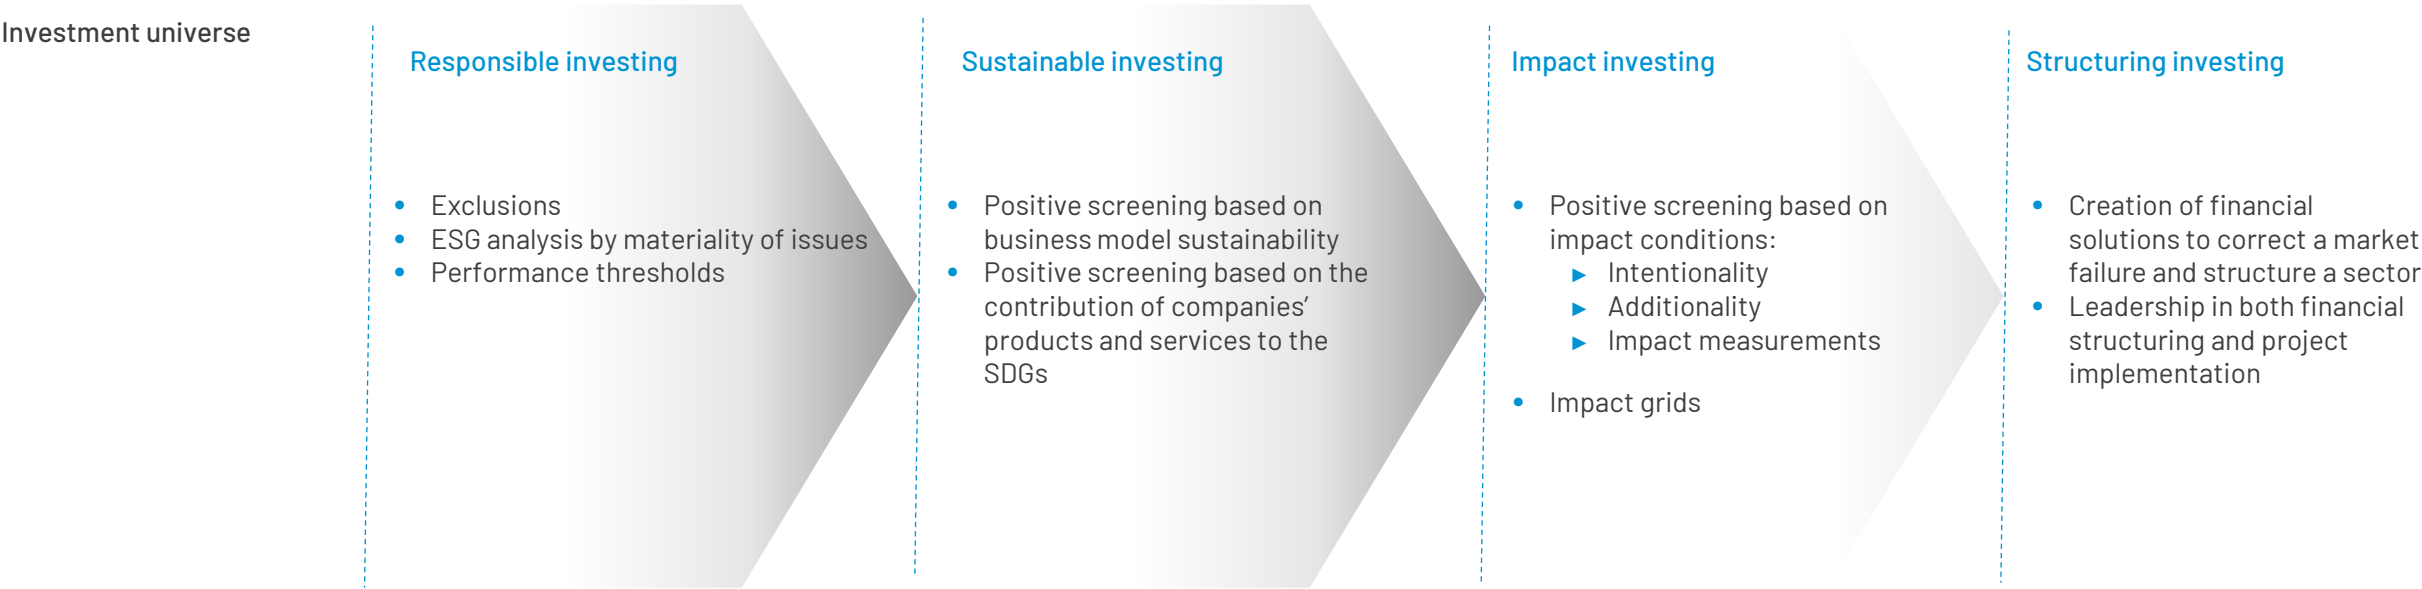 Investment universe
Responsible investing
• Exclusions
• ESG analysis by materiality of issues
• Performance thresholds
Sustainable investing
• Positive screening based on
business model sustainability
• Positive screening based on the
contribution of companies’
products and services to the
SDGs
Impact investing
• Positive screening based on
impact conditions:
► Intentionality
► Additionality
► Impact measurements
• Impact grids
Structuring investing
• Creation of financial
solutions to correct a market
failure and structure a sector
• Leadership in both financial
structuring and project
implementation